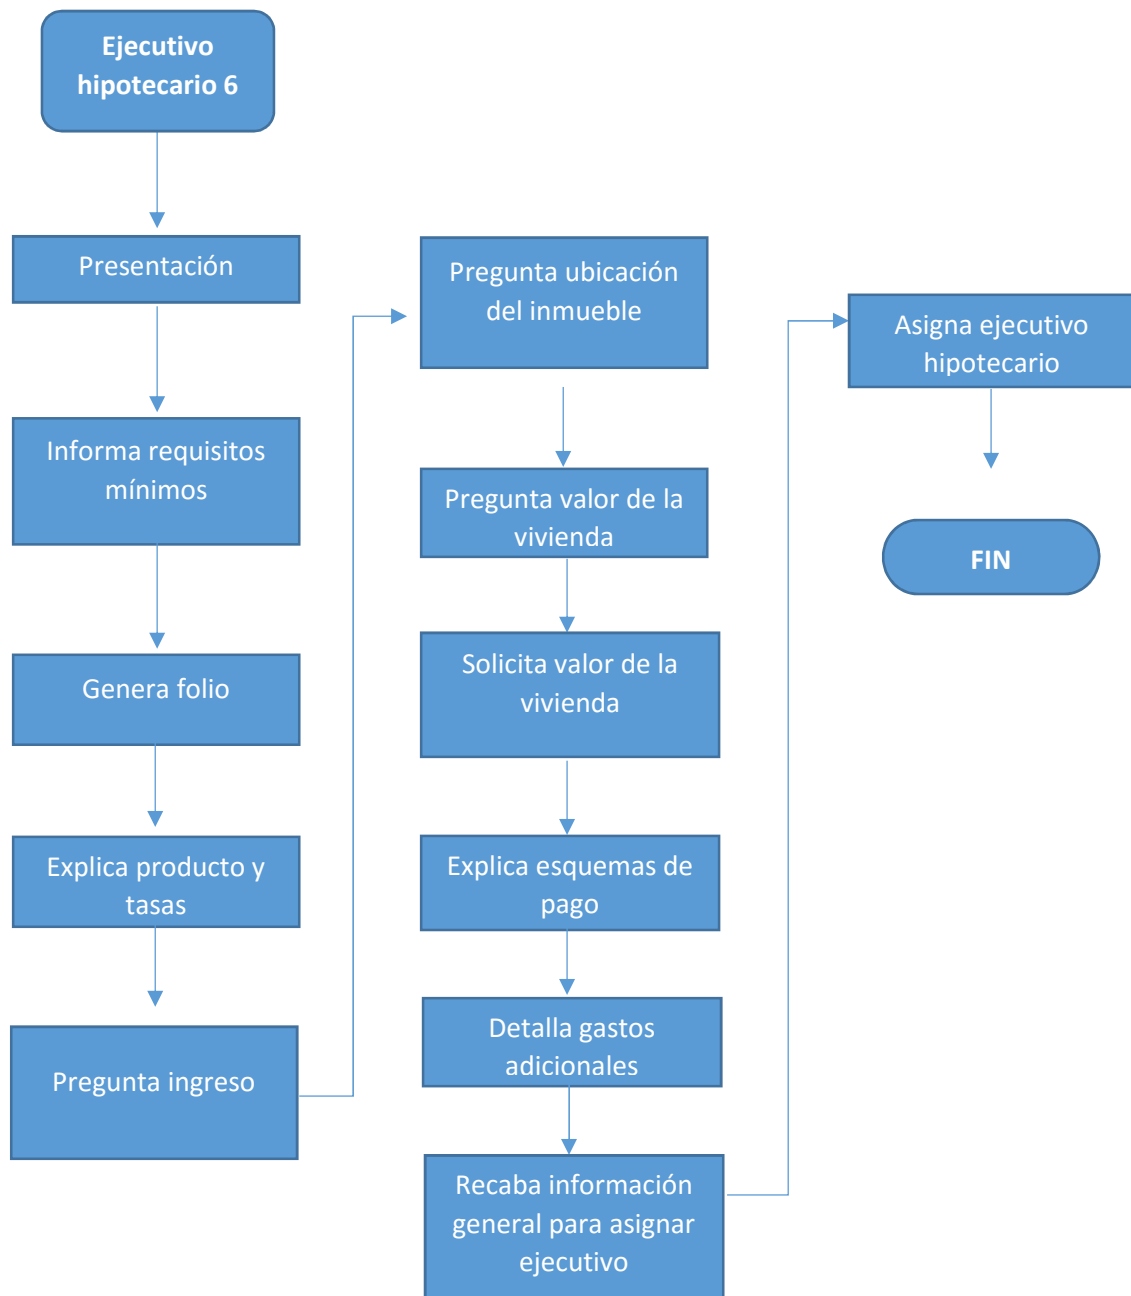 Ejecutivo
hipotecario 6
Presentación
Informa requisitos
mínimos
Genera folio
Explica producto y
tasas
Pregunta ingreso
Pregunta ubicación
del inmueble
Pregunta valor de la
vivienda
Solicita valor de la
vivienda
Explica esquemas de
pago
Detalla gastos
adicionales
Recaba información
general para asignar
ejecutivo
Asigna ejecutivo
hipotecario
FIN